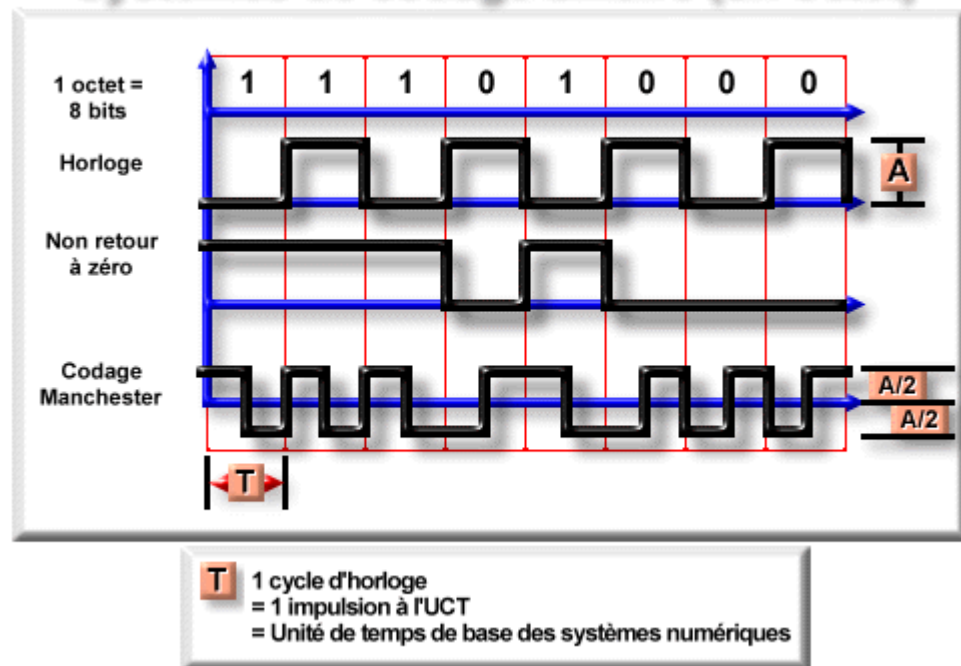 1 octet =
8 bits
1 1 1 0 1 0 0 0
Horloge
A
Non retour
à zéro
Codage
Manchester
A/2
A/2
T
T
1 cycle d'horloge
= 1 impulsion à l'UCT
= Unité de temps de base des systèmes numériques